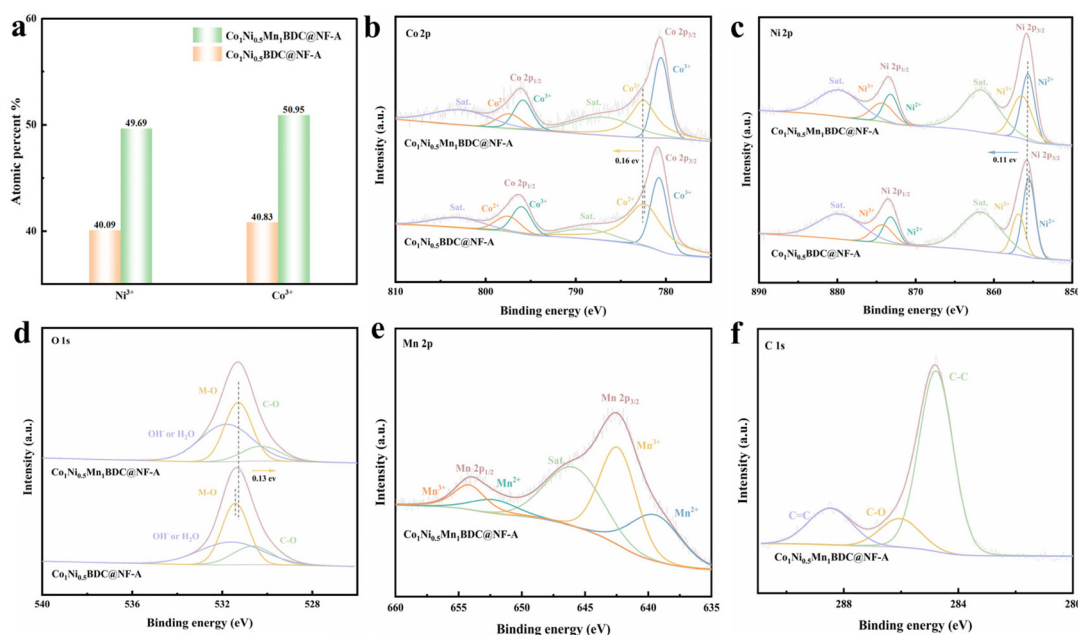 a
Atomic percent %
60
50
40
Co₁Ni₀.₅Mn₁BDC@NF-A
Co₁Ni₀.₅BDC@NF-A
40.09
49.69
40.83
50.95
Ni³⁺
Co³⁺
b
Co 2p
Intensity (a.u.)
Co 2p₃/₂
Co³⁺
Co²⁺
Co 2p₁/₂
Sat.
Co²⁺
Co³⁺
Sat.
Co₁Ni₀.₅Mn₁BDC@NF-A
0.16 ev
Co 2p₃/₂
Co 2p₁/₂
Co²⁺
Co³⁺
Co²⁺
Co³⁺
Sat.
Sat.
Co₁Ni₀.₅BDC@NF-A
810
800
790
780
Binding energy (eV)
c
Ni 2p
Intensity (a.u.)
Ni 2p₃/₂
Ni 2p₁/₂
Sat.
Ni³⁺
Ni²⁺
Sat.
Ni³⁺
Ni²⁺
Co₁Ni₀.₅Mn₁BDC@NF-A
0.11 ev
Ni 2p₃/₂
Ni 2p₁/₂
Sat.
Ni³⁺
Ni²⁺
Sat.
Ni³⁺
Ni²⁺
Co₁Ni₀.₅BDC@NF-A
890
880
870
860
850
Binding energy (eV)
d
O 1s
Intensity (a.u.)
M-O
C-O
OH⁻ or H₂O
Co₁Ni₀.₅Mn₁BDC@NF-A
0.13 ev
M-O
OH⁻ or H₂O
C-O
Co₁Ni₀.₅BDC@NF-A
540
536
532
528
Binding energy (eV)
e
Mn 2p
Intensity (a.u.)
Mn 2p₃/₂
Mn³⁺
Sat.
Mn 2p₁/₂
Mn³⁺
Mn²⁺
Mn²⁺
Co₁Ni₀.₅Mn₁BDC@NF-A
660
655
650
645
640
635
Binding energy (eV)
f
C 1s
Intensity (a.u.)
C-C
C=C
C-O
Co₁Ni₀.₅Mn₁BDC@NF-A
288
284
280
Binding energy (eV)